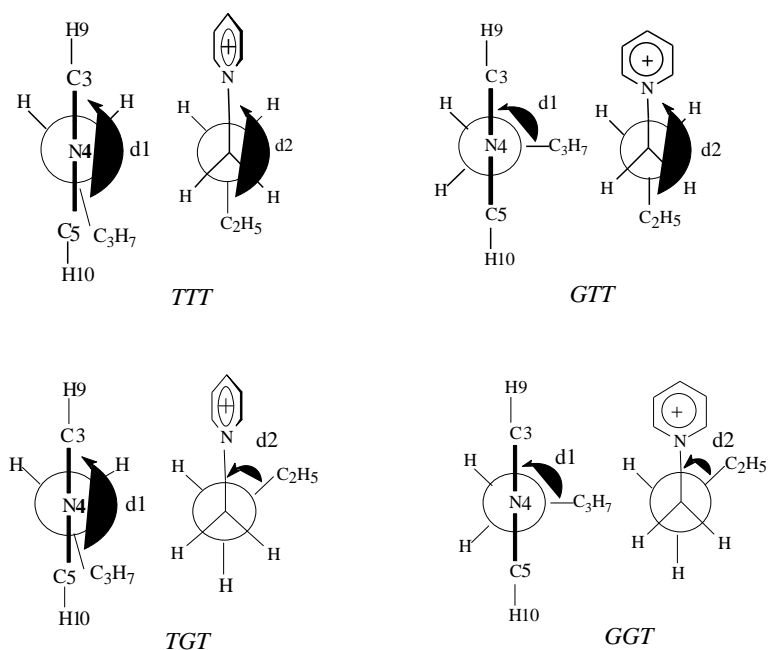 H9
C3
H H
N4 d1
C5 C₃H₇
H10
+
N
H H
d2
H H
C₂H₅
TTT
H9
C3
H d1
N4 C₃H₇
H
C5
H10
+
N
H H
d2
H H
C₂H₅
GTT
H9
C3
H H
N4 d1
C5 C₃H₇
H10
+
N
d2
H C₂H₅
H H
H
TGT
H9
C3
H d1
N4 C₃H₇
H
C5
H10
+
N
d2
H C₂H₅
H H
H
GGT